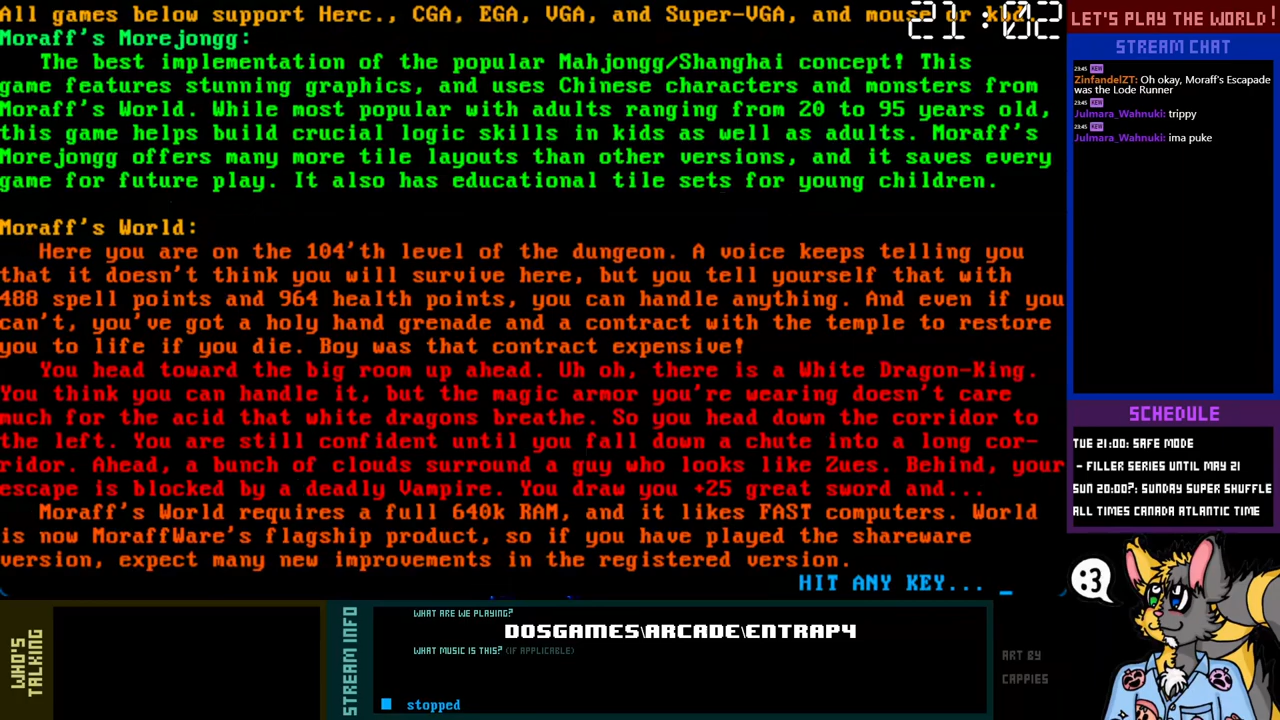 All games below support Herc., CGA, EGA, VGA, and Super-VGA, and mouse or kbd.
21:02
Moraff's Morejongg:
The best implementation of the popular Mahjongg/Shanghai concept! This
game features stunning graphics, and uses Chinese characters and monsters from
Moraff's World. While most popular with adults ranging from 20 to 95 years old,
this game helps build crucial logic skills in kids as well as adults. Moraff's
Morejongg offers many more tile layouts than other versions, and it saves every
game for future play. It also has educational tile sets for young children.
Moraff's World:
Here you are on the 104'th level of the dungeon. A voice keeps telling you
that it doesn't think you will survive here, but you tell yourself that with
488 spell points and 964 health points, you can handle anything. And even if you
can't, you've got a holy hand grenade and a contract with the temple to restore
you to life if you die. Boy was that contract expensive!
You head toward the big room up ahead. Uh oh, there is a White Dragon-King.
You think you can handle it, but the magic armor you're wearing doesn't care
much for the acid that white dragons breathe. So you head down the corridor to
the left. You are still confident until you fall down a chute into a long cor-
ridor. Ahead, a bunch of clouds surround a guy who looks like Zues. Behind, your
escape is blocked by a deadly Vampire. You draw you +25 great sword and...
Moraff's World requires a full 640k RAM, and it likes FAST computers. World
is now MoraffWare's flagship product, so if you have played the shareware
version, expect many new improvements in the registered version.
HIT ANY KEY... _
LET'S PLAY THE WORLD!
STREAM CHAT
23:45 NEW
ZinfandelZT: Oh okay, Moraff's Escapade
was the Lode Runner
23:45 NEW
Julmara_Wahnuki: trippy
23:45 NEW
Julmara_Wahnuki: ima puke
SCHEDULE
TUE 21:00: SAFE MODE
- FILLER SERIES UNTIL MAY 21
SUN 20:00?: SUNDAY SUPER SHUFFLE
ALL TIMES CANADA ATLANTIC TIME
:3
WHO'S
TALKING
STREAM INFO
WHAT ARE WE PLAYING?
DOSGAMES\ARCADE\ENTRAP4
WHAT MUSIC IS THIS? (IF APPLICABLE)
stopped
ART BY
CAPPIES